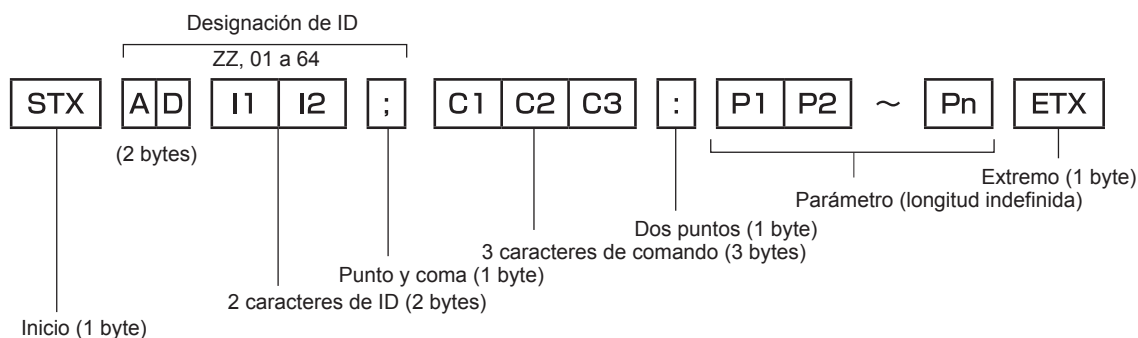 Designación de ID
ZZ, 01 a 64
STX A D I1 I2 ; C1 C2 C3 : P1 P2 ~ Pn ETX
(2 bytes)
Extremo (1 byte)
Parámetro (longitud indefinida)
Dos puntos (1 byte)
3 caracteres de comando (3 bytes)
Punto y coma (1 byte)
2 caracteres de ID (2 bytes)
Inicio (1 byte)